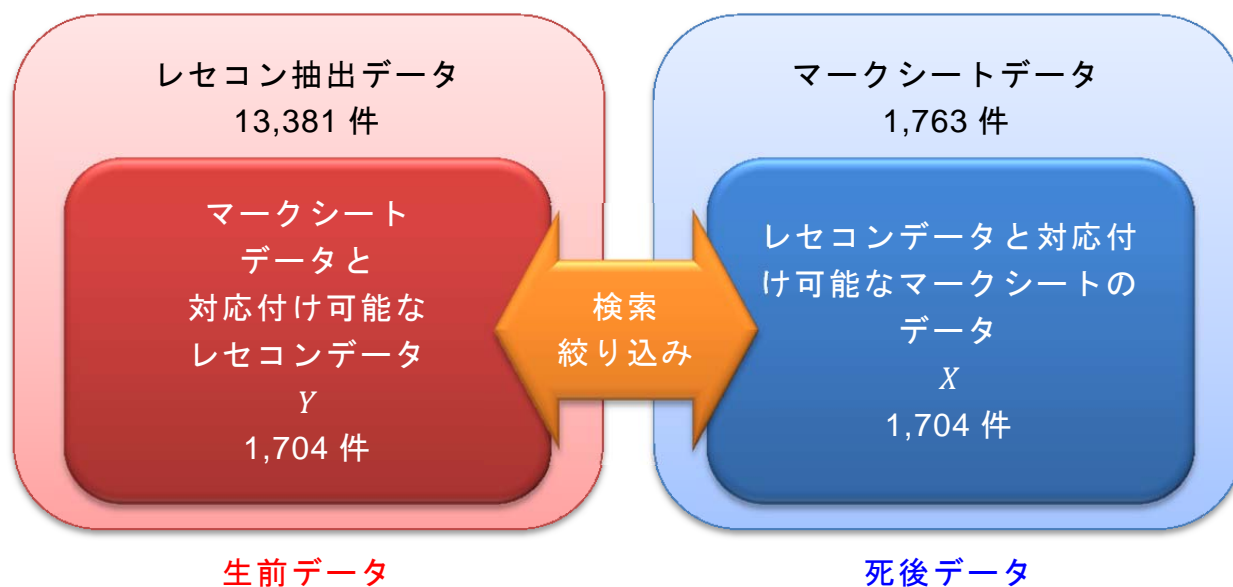 レセコン抽出データ
13,381 件
マークシート
データと
対応付け可能な
レセコンデータ
Y
1,704 件
生前データ
検索
絞り込み
マークシートデータ
1,763 件
レセコンデータと対応付
け可能なマークシートの
データ
X
1,704 件
死後データ